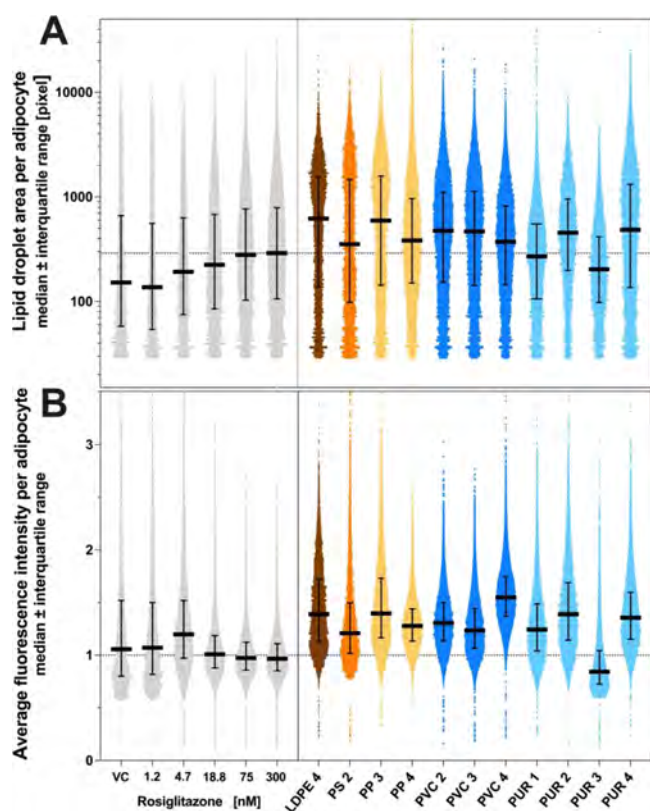 A
Lipid droplet area per adipocyte
median ± interquartile range [pixel]
10000
1000
100
B
Average fluorescence intensity per adipocyte
median ± interquartile range
3
2
1
0
VC 1.2 4.7 18.8 75 300 LDPE 4 PS 2 PP 3 PP 4 PVC 2 PVC 3 PVC 4 PUR 1 PUR 2 PUR 3 PUR 4
Rosiglitazone [nM]